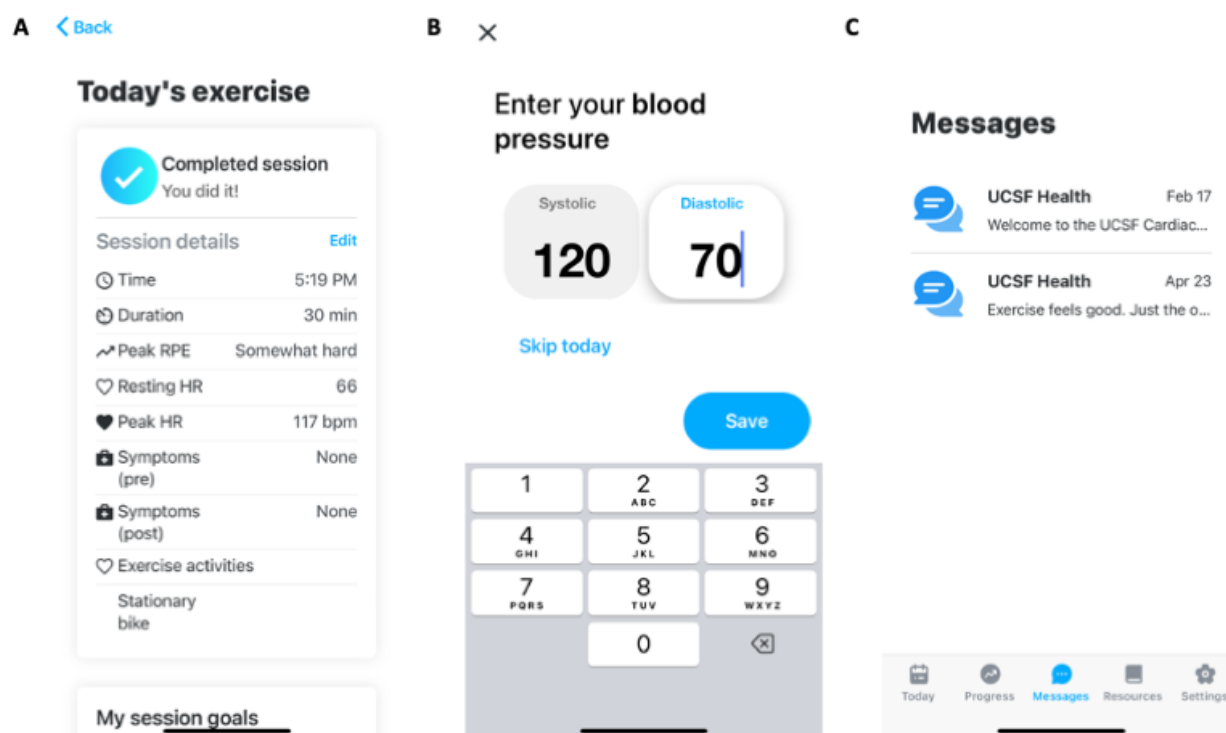 A
Back
Today's exercise
Completed session
You did it!
Session details Edit
Time 5:19 PM
Duration 30 min
Peak RPE Somewhat hard
Resting HR 66
Peak HR 117 bpm
Symptoms None
(pre)
Symptoms None
(post)
Exercise activities
Stationary
bike
My session goals
B
Enter your blood
pressure
Systolic Diastolic
120 70
Skip today
Save
1 2 3
ABC DEF
4 5 6
GHI JKL MNO
7 8 9
PQRS TUV WXYZ
0
C
Messages
UCSF Health Feb 17
Welcome to the UCSF Cardiac...
UCSF Health Apr 23
Exercise feels good. Just the o...
Today Progress Messages Resources Settings